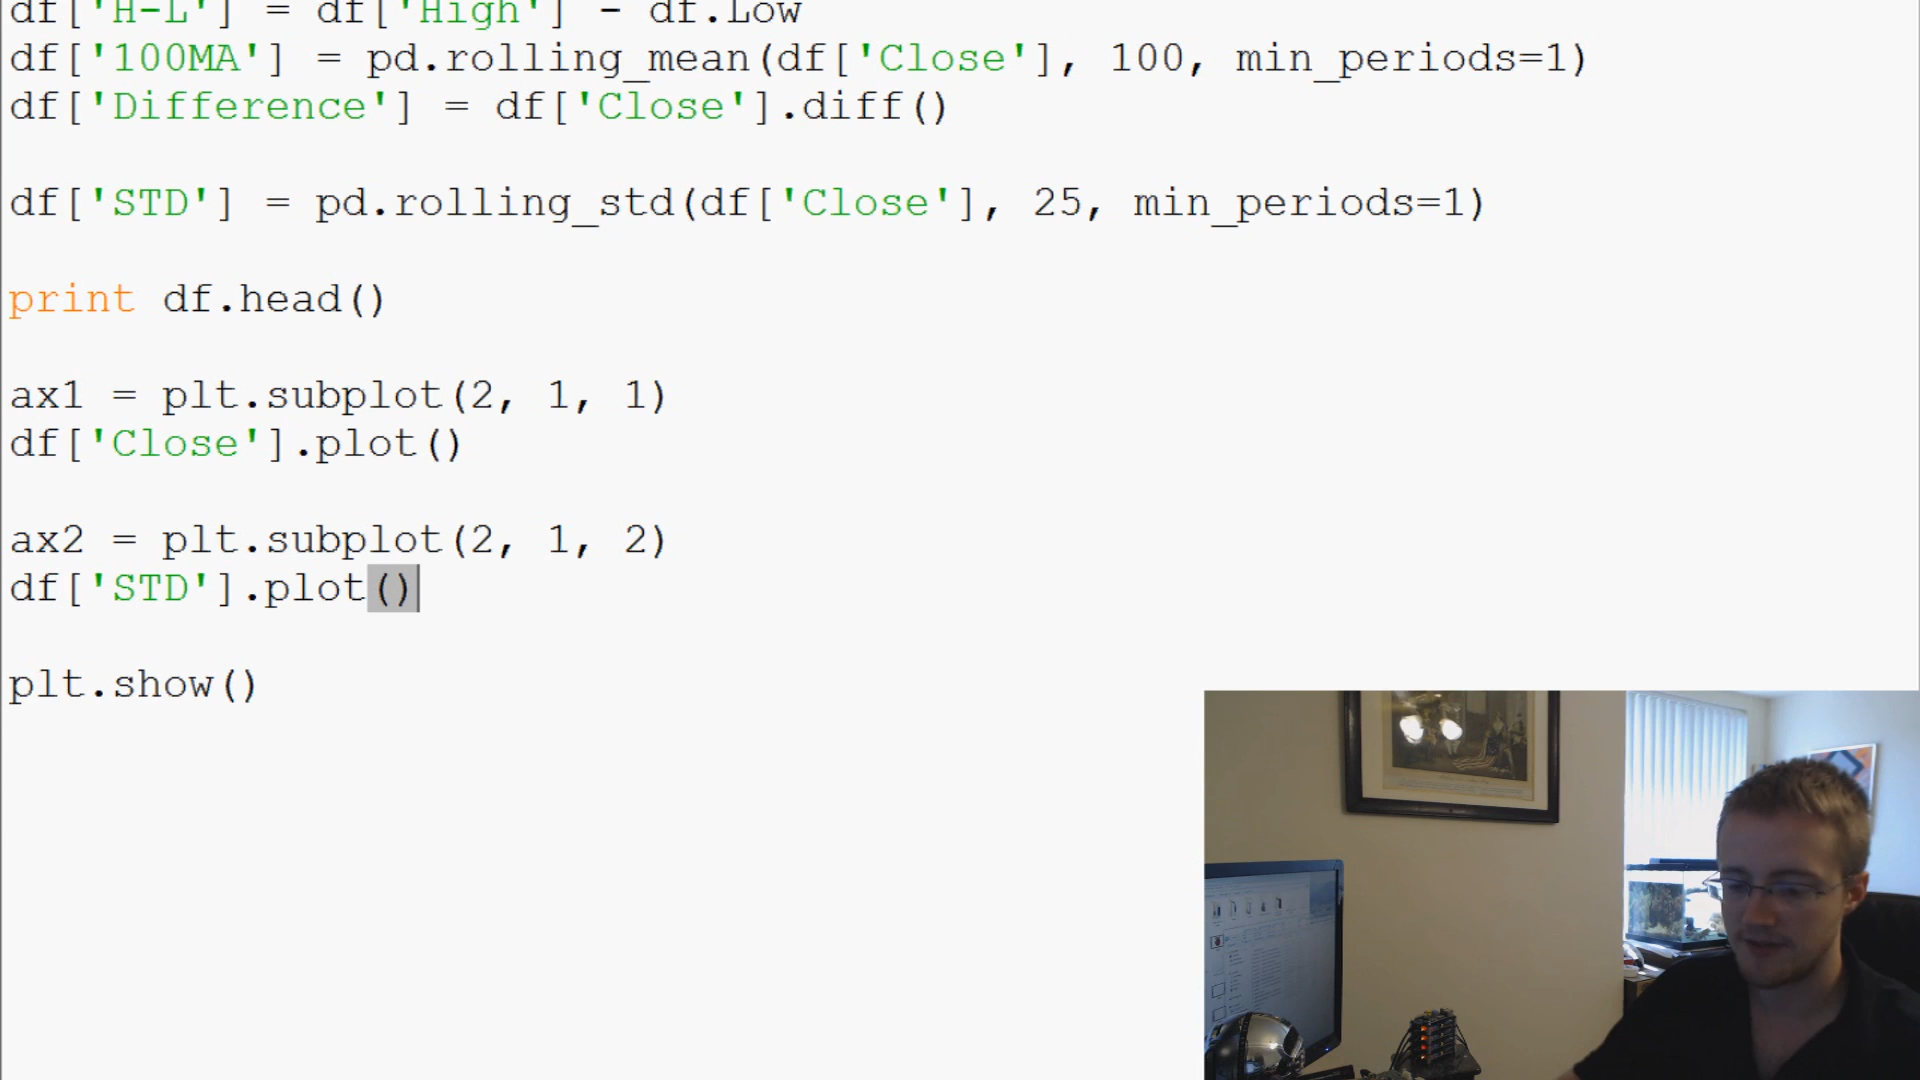 df['H-L'] = df['High'] - df.Low
df['100MA'] = pd.rolling_mean(df['Close'], 100, min_periods=1)
df['Difference'] = df['Close'].diff()
df['STD'] = pd.rolling_std(df['Close'], 25, min_periods=1)
print df.head()
ax1 = plt.subplot(2, 1, 1)
df['Close'].plot()
ax2 = plt.subplot(2, 1, 2)
df['STD'].plot()
plt.show()